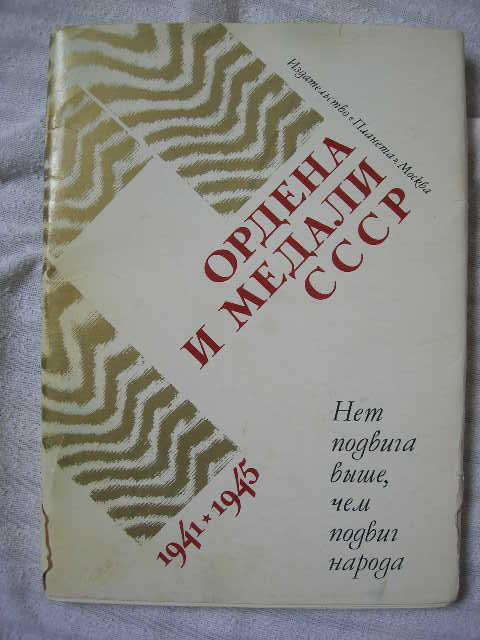 Издательство «Планета» Москва
ОРДЕНА
И МЕДАЛИ
СССР
1941★1945
Нет
подвига
выше,
чем
подвиг
народа